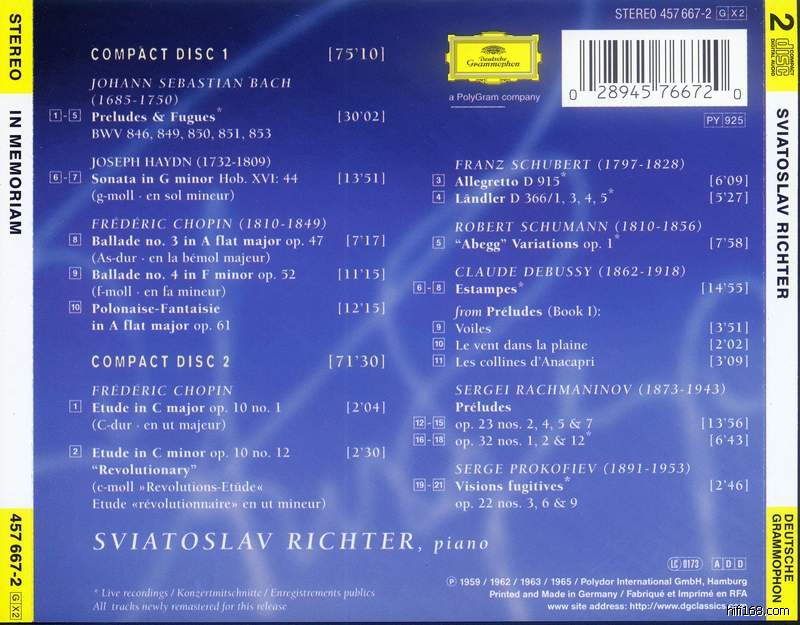 STEREO
IN MEMORIAM
457 667-2 G X2
STEREO 457 667-2 G X2
Deutsche
Grammophon
a PolyGram company
0 28945 76672 0
PY 925
COMPACT DISC 1 [75'10]
JOHANN SEBASTIAN BACH
(1685-1750)
1 - 5 Preludes & Fugues* [30'02]
BWV 846, 849, 850, 851, 853
JOSEPH HAYDN (1732-1809)
6 - 7 Sonata in G minor Hob. XVI: 44 [13'51]
(g-moll · en sol mineur)
FRÉDÉRIC CHOPIN (1810-1849)
8 Ballade no. 3 in A flat major op. 47 [7'17]
(As-dur · en la bémol majeur)
9 Ballade no. 4 in F minor op. 52 [11'15]
(f-moll · en fa mineur)
10 Polonaise-Fantaisie [12'15]
in A flat major op. 61
COMPACT DISC 2 [71'30]
FRÉDÉRIC CHOPIN
1 Etude in C major op. 10 no. 1 [2'04]
(C-dur · en ut majeur)
2 Etude in C minor op. 10 no. 12 [2'30]
“Revolutionary”
(c-moll »Revolutions-Etüde«
Etude «révolutionnaire» en ut mineur)
FRANZ SCHUBERT (1797-1828)
3 Allegretto D 915* [6'09]
4 Ländler D 366/1, 3, 4, 5* [5'27]
ROBERT SCHUMANN (1810-1856)
5 “Abegg” Variations op. 1* [7'58]
CLAUDE DEBUSSY (1862-1918)
6 - 8 Estampes* [14'55]
from Préludes (Book I):
9 Voiles [3'51]
10 Le vent dans la plaine [2'02]
11 Les collines d'Anacapri [3'09]
SERGEI RACHMANINOV (1873-1943)
Préludes
12 - 15 op. 23 nos. 2, 4, 5 & 7 [13'56]
16 - 18 op. 32 nos. 1, 2 & 12* [6'43]
SERGE PROKOFIEV (1891-1953)
19 - 21 Visions fugitives* [2'46]
op. 22 nos. 3, 6 & 9
SVIATOSLAV RICHTER, piano
* Live recordings / Konzertmitschnitte / Enregistrements publics
All tracks newly remastered for this release
LC 0173 A D D
℗ 1959 / 1962 / 1963 / 1965 / Polydor International GmbH, Hamburg
Printed and Made in Germany / Fabriqué et Imprimé en RFA
www site address: http://www.dgclassics.
2 COMPACT disc DIGITAL AUDIO
SVIATOSLAV RICHTER
DEUTSCHE
GRAMMOPHON
hifi168.com